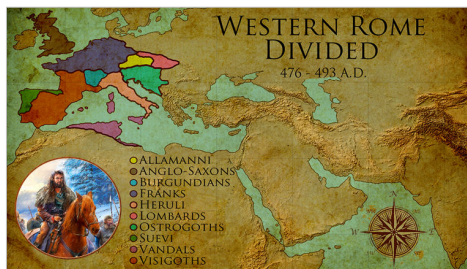 WESTERN ROME
DIVIDED
476 - 493 A.D.
ALLAMANNI
ANGLO-SAXONS
BURGUNDIANS
FRANKS
HERULI
LOMBARDS
OSTROGOTHS
SUEVI
VANDALS
VISIGOTHS
N
W
E
S